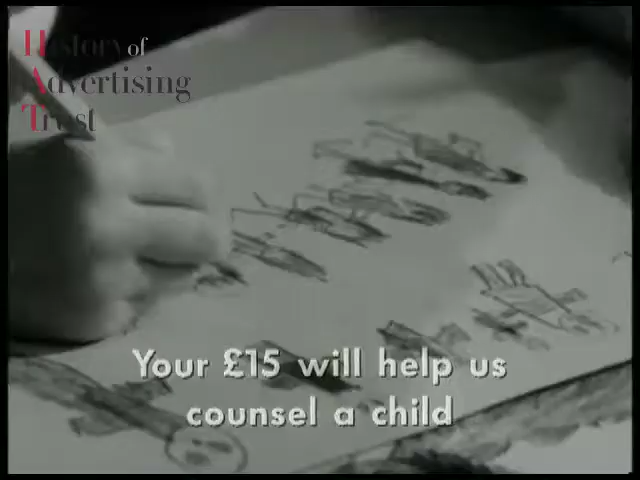 History of
Advertising
Trust
Your £15 will help us
counsel a child